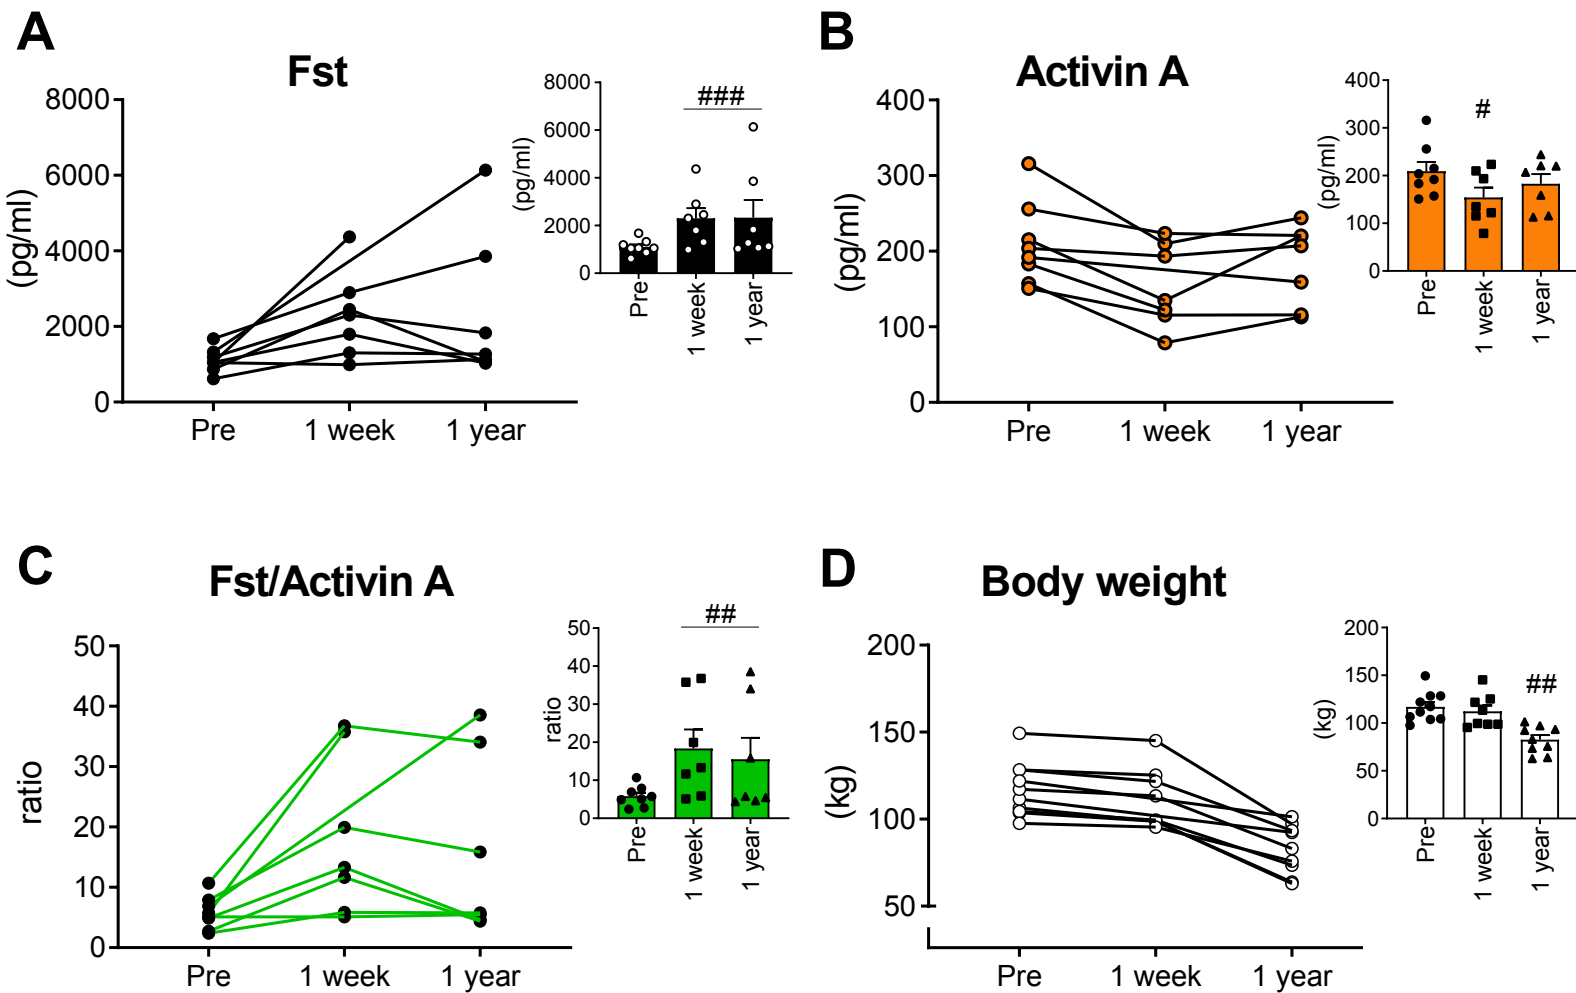 A
Fst
(pg/ml)
8000
6000
4000
2000
0
Pre 1 week 1 year
(pg/ml)
8000
6000
4000
2000
0
###
Pre
1 week
1 year
B
Activin A
(pg/ml)
400
300
200
100
0
Pre 1 week 1 year
(pg/ml)
400
300
200
100
0
#
Pre
1 week
1 year
C
Fst/Activin A
ratio
50
40
30
20
10
0
Pre 1 week 1 year
ratio
50
40
30
20
10
0
##
Pre
1 week
1 year
D
Body weight
(kg)
200
150
100
50
Pre 1 week 1 year
(kg)
200
150
100
50
0
##
Pre
1 week
1 year